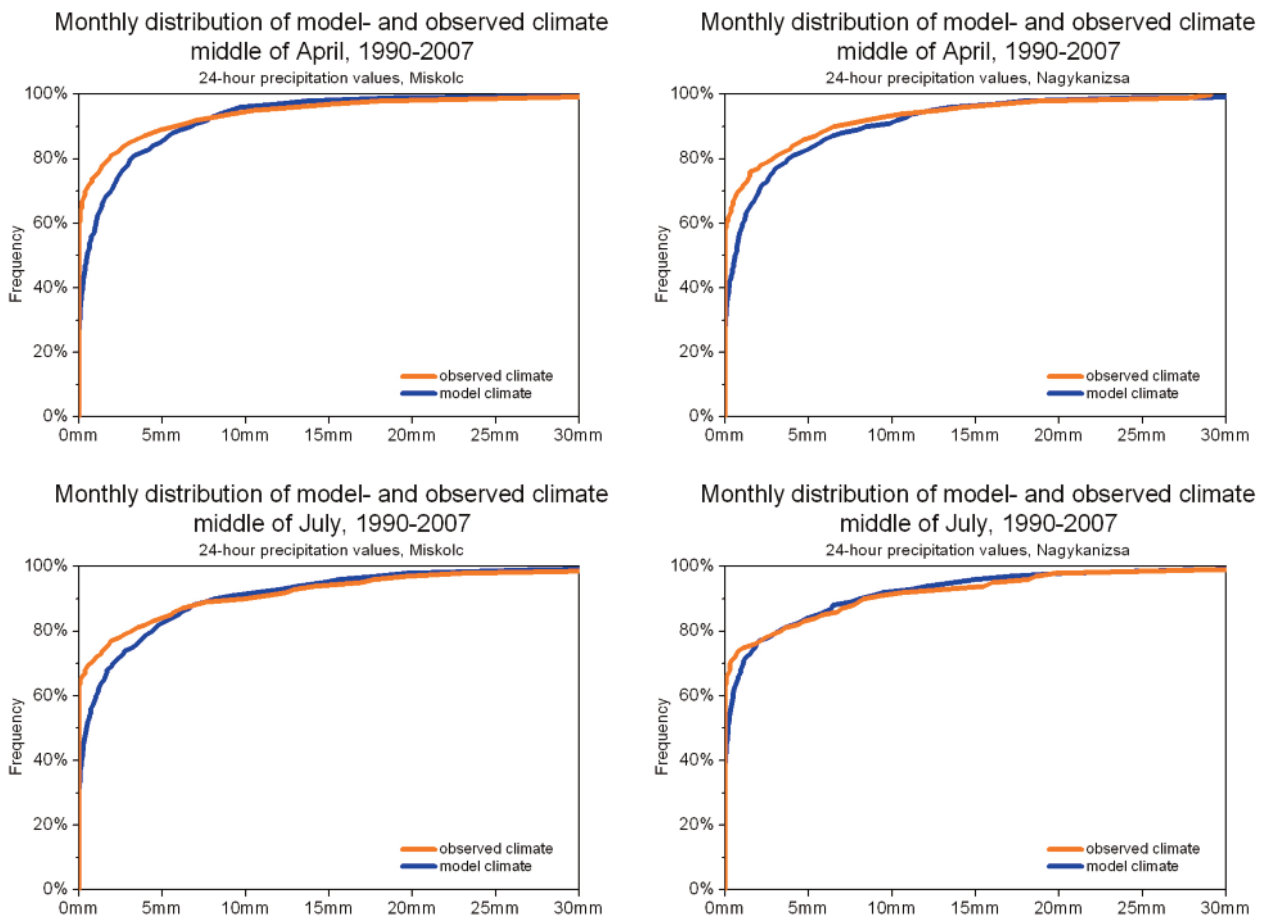 Monthly distribution of model- and observed climate
middle of April, 1990-2007
24-hour precipitation values, Miskolc
100%
80%
60%
40%
20%
0%
Frequency
observed climate
model climate
0mm 5mm 10mm 15mm 20mm 25mm 30mm
Monthly distribution of model- and observed climate
middle of April, 1990-2007
24-hour precipitation values, Nagykanizsa
100%
80%
60%
40%
20%
0%
Frequency
observed climate
model climate
0mm 5mm 10mm 15mm 20mm 25mm 30mm
Monthly distribution of model- and observed climate
middle of July, 1990-2007
24-hour precipitation values, Miskolc
100%
80%
60%
40%
20%
0%
Frequency
observed climate
model climate
0mm 5mm 10mm 15mm 20mm 25mm 30mm
Monthly distribution of model- and observed climate
middle of July, 1990-2007
24-hour precipitation values, Nagykanizsa
100%
80%
60%
40%
20%
0%
Frequency
observed climate
model climate
0mm 5mm 10mm 15mm 20mm 25mm 30mm